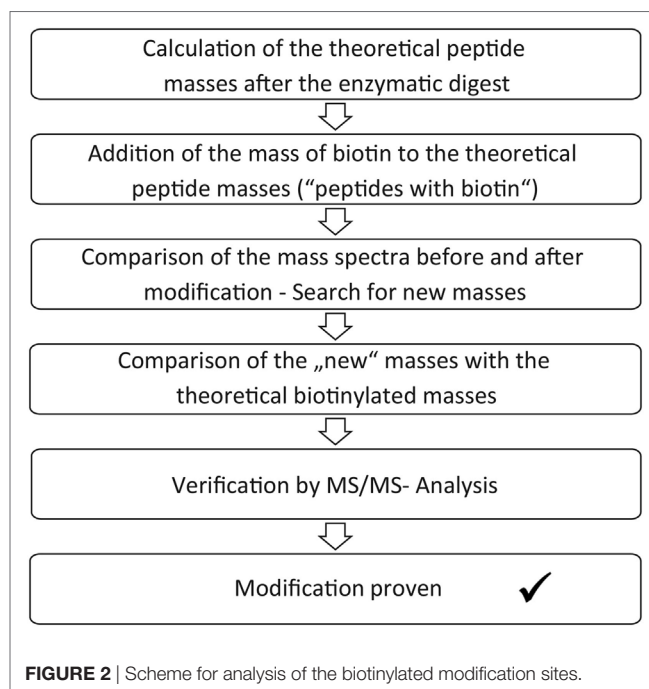 Calculation of the theoretical peptide
masses after the enzymatic digest
Addition of the mass of biotin to the theoretical
peptide masses (“peptides with biotin“)
Comparison of the mass spectra before and after
modification - Search for new masses
Comparison of the „new“ masses with the
theoretical biotinylated masses
Verification by MS/MS- Analysis
Modification proven ✓
FIGURE 2 | Scheme for analysis of the biotinylated modification sites.